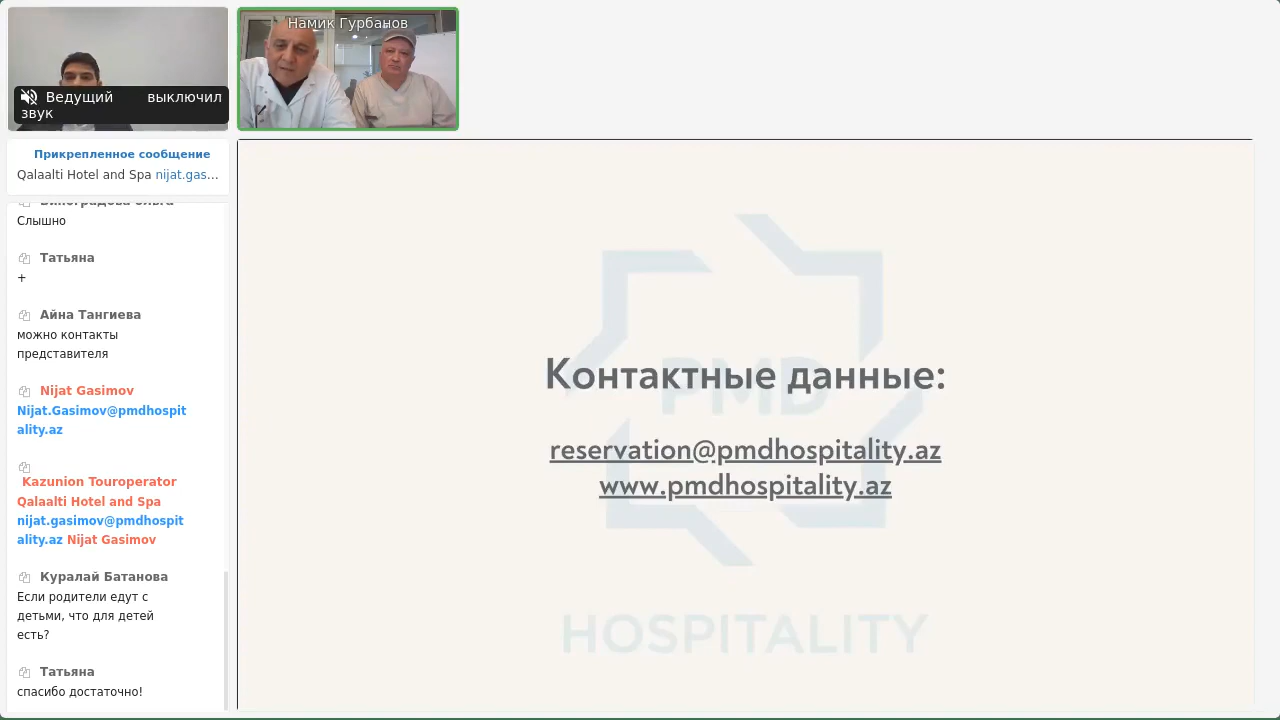 Намик Гурбанов
Ведущий выключил
звук
Прикрепленное сообщение
Qalaalti Hotel and Spa nijat.gas...
Виноградова Ольга
Слышно
Татьяна
+
Айна Тангиева
можно контакты
представителя
Nijat Gasimov
Nijat.Gasimov@pmdhospit
ality.az
Kazunion Touroperator
Qalaalti Hotel and Spa
nijat.gasimov@pmdhospit
ality.az Nijat Gasimov
Куралай Батанова
Если родители едут с
детьми, что для детей
есть?
Татьяна
спасибо достаточно!
PMD
Контактные данные:
reservation@pmdhospitality.az
www.pmdhospitality.az
HOSPITALITY